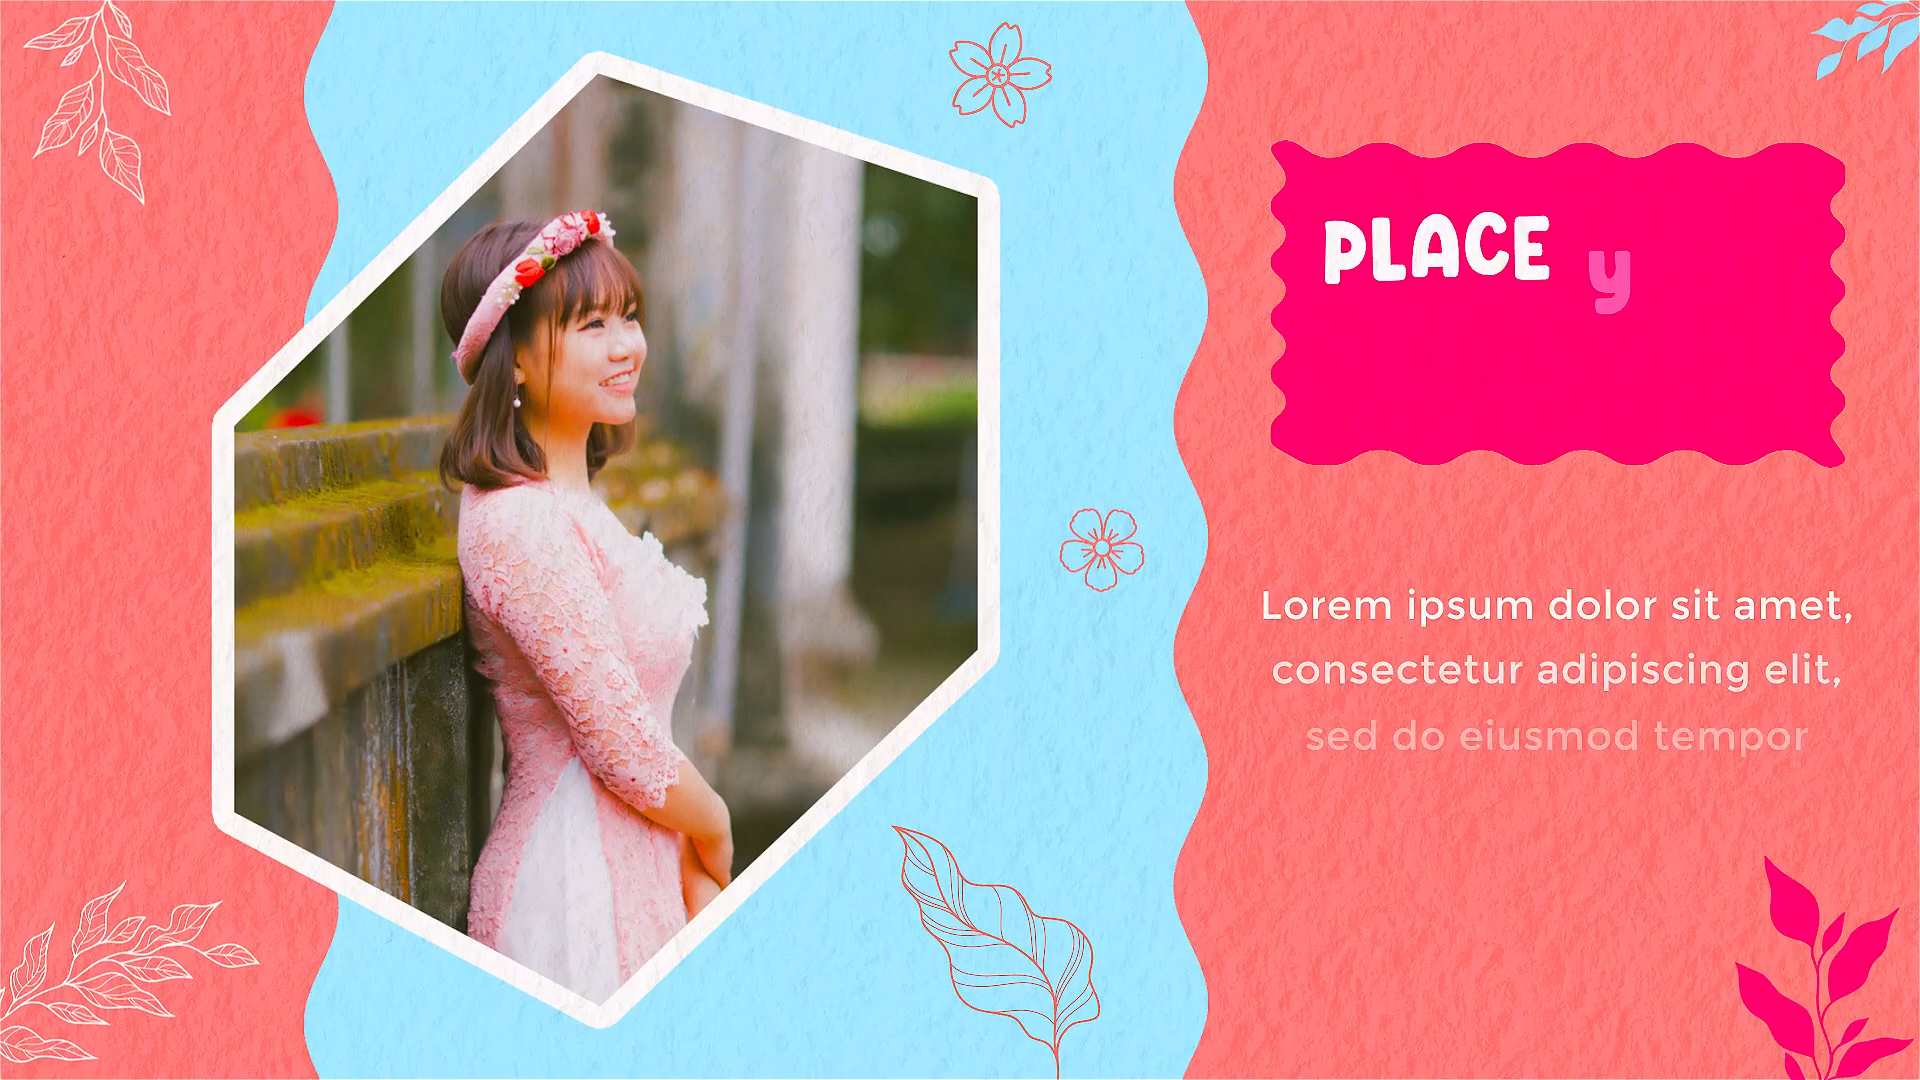 PLACE y
Lorem ipsum dolor sit amet,
consectetur adipiscing elit,
sed do eiusmod tempor